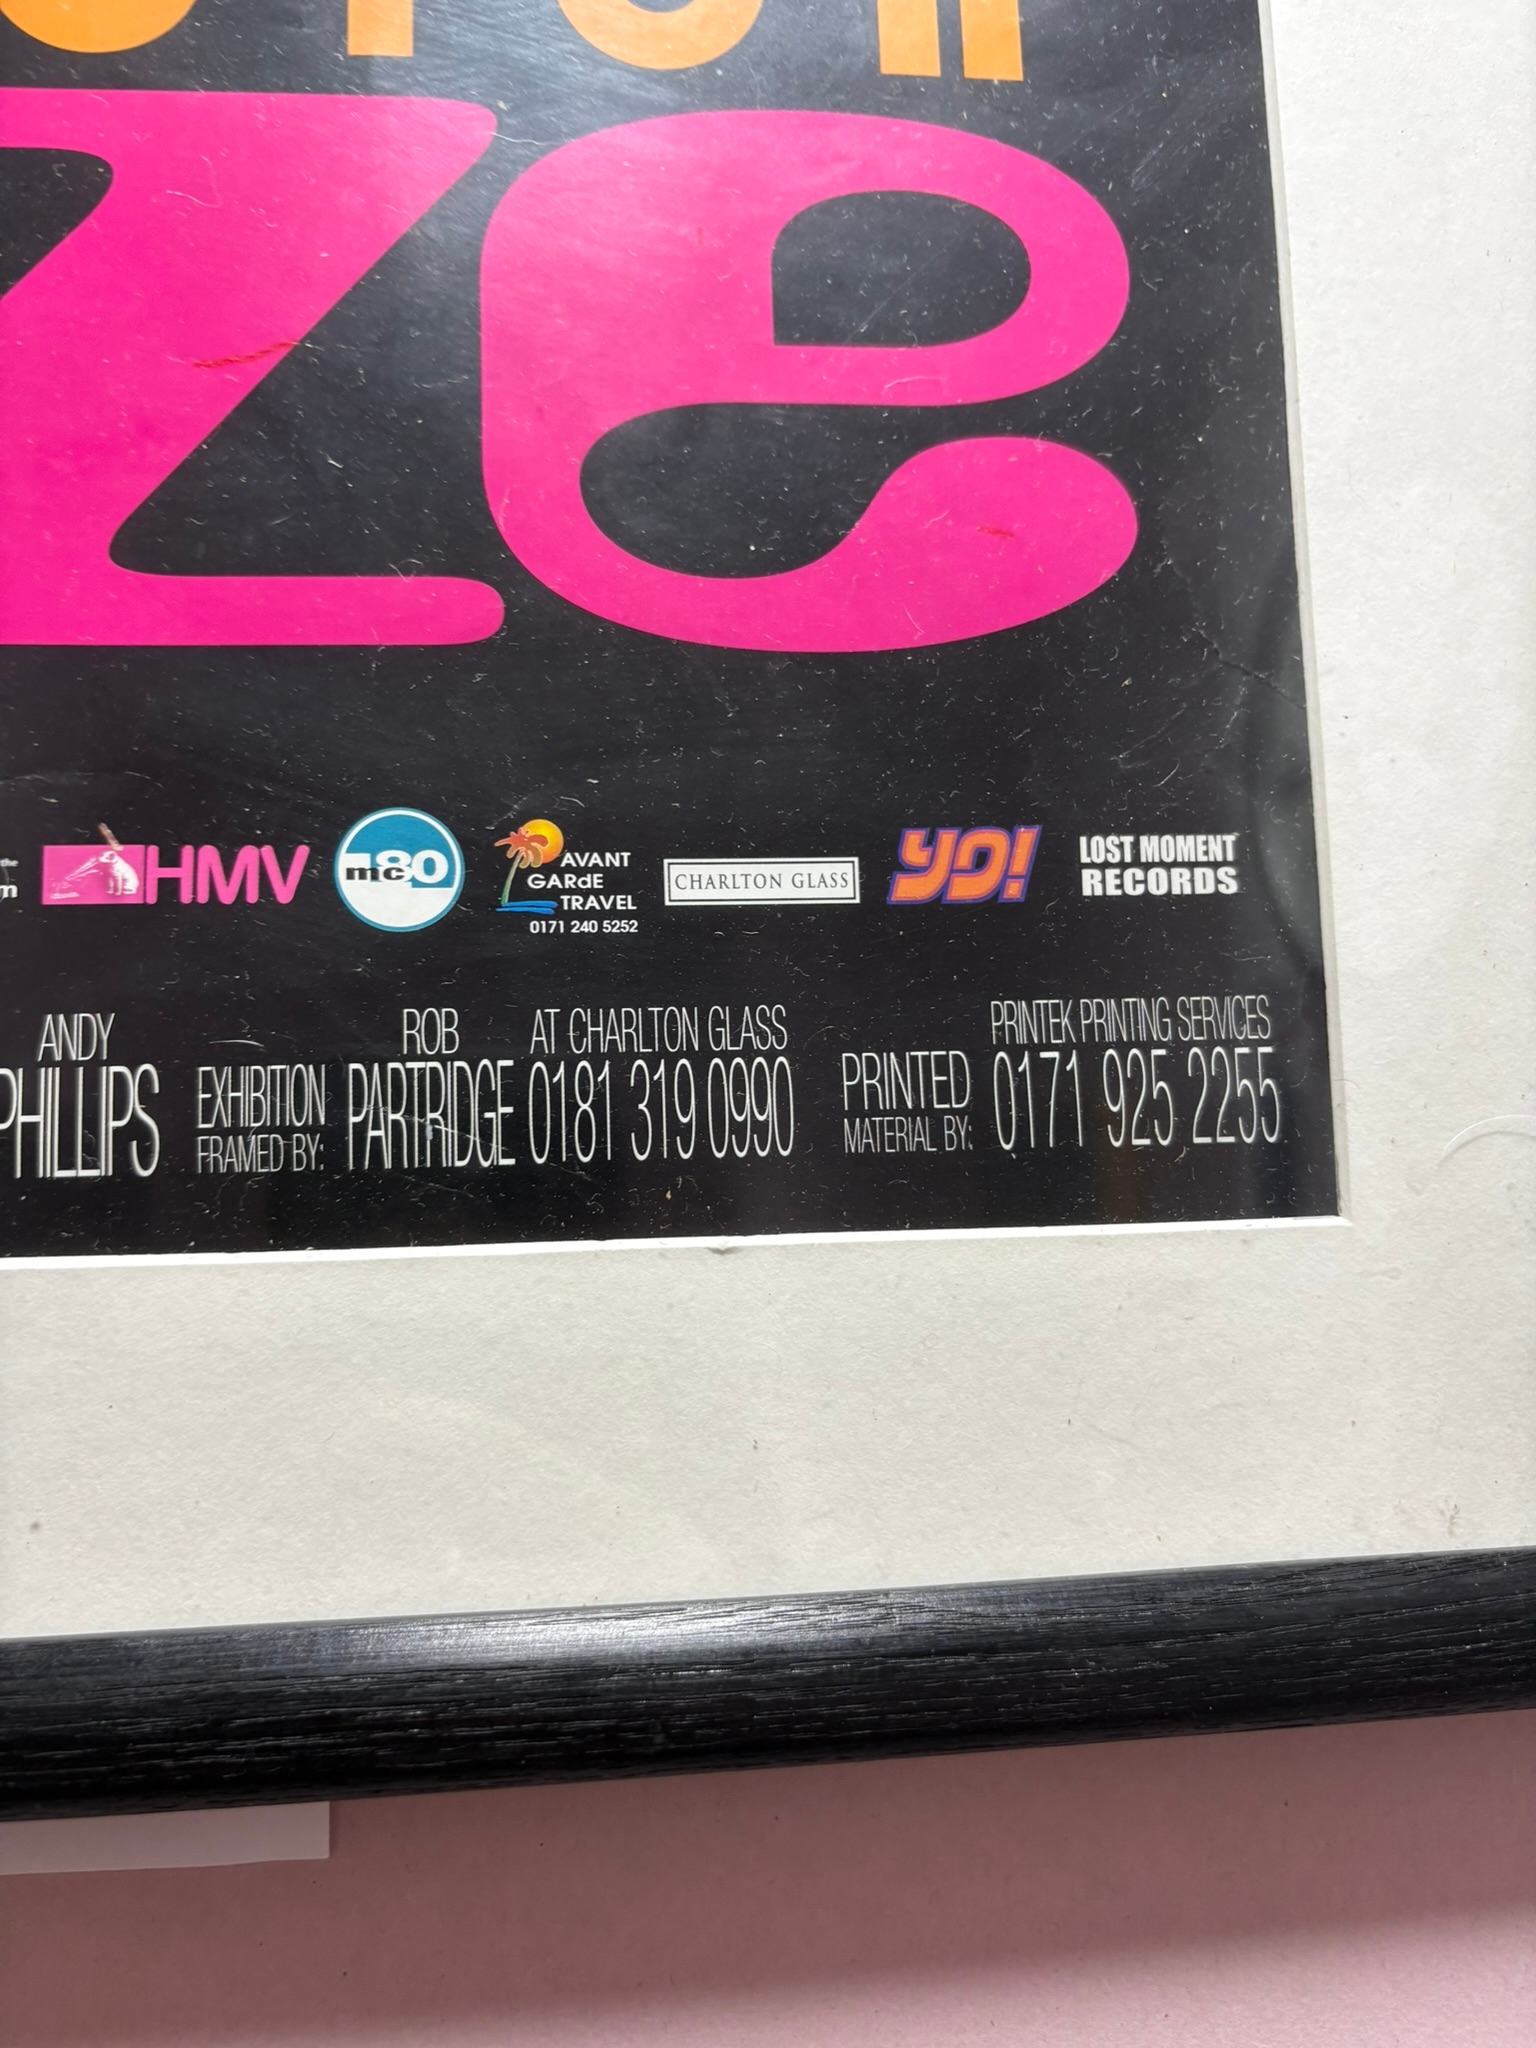 ze
the
m
HMV
mc80
AVANT
GARdE
TRAVEL
0171 240 5252
CHARLTON GLASS
YO!
LOST MOMENT
RECORDS
ANDY
PHILLIPS
EXHIBITION
FRAMED BY:
ROB
PARTRIDGE
AT CHARLTON GLASS
0181 319 0990
PRINTED
MATERIAL BY:
PRINTEK PRINTING SERVICES
0171 925 2255